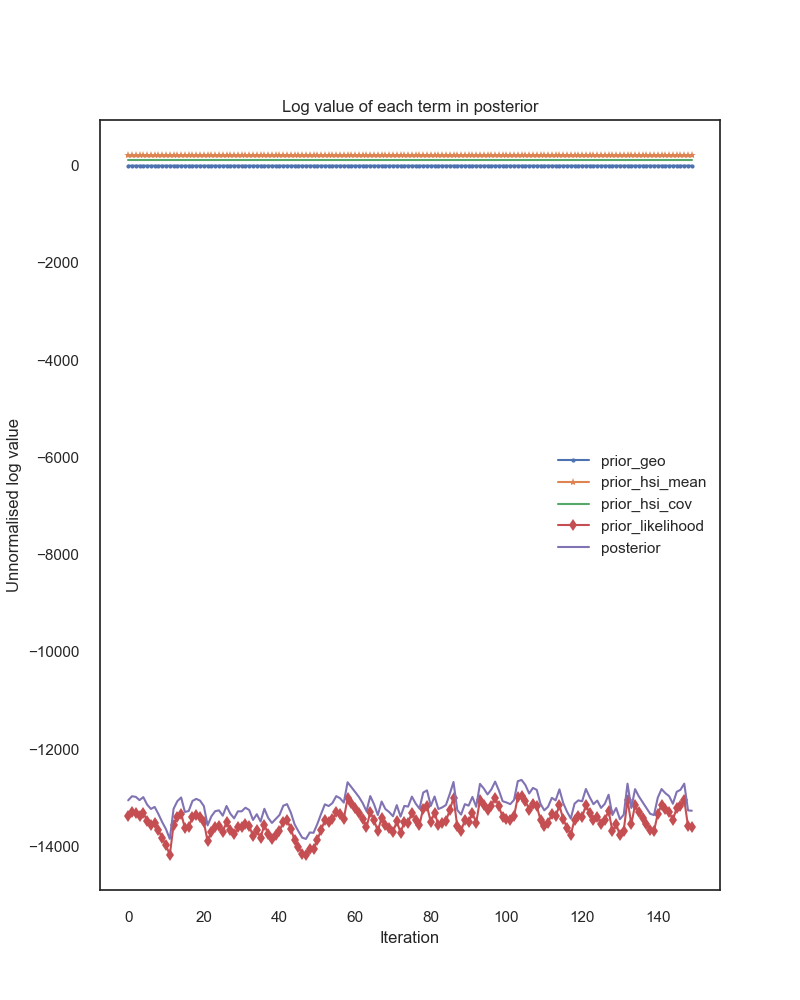 Log value of each term in posterior
0
−2000
−4000
−6000
−8000
−10000
−12000
−14000
Unnormalised log value
prior_geo
prior_hsi_mean
prior_hsi_cov
prior_likelihood
posterior
0 20 40 60 80 100 120 140
Iteration